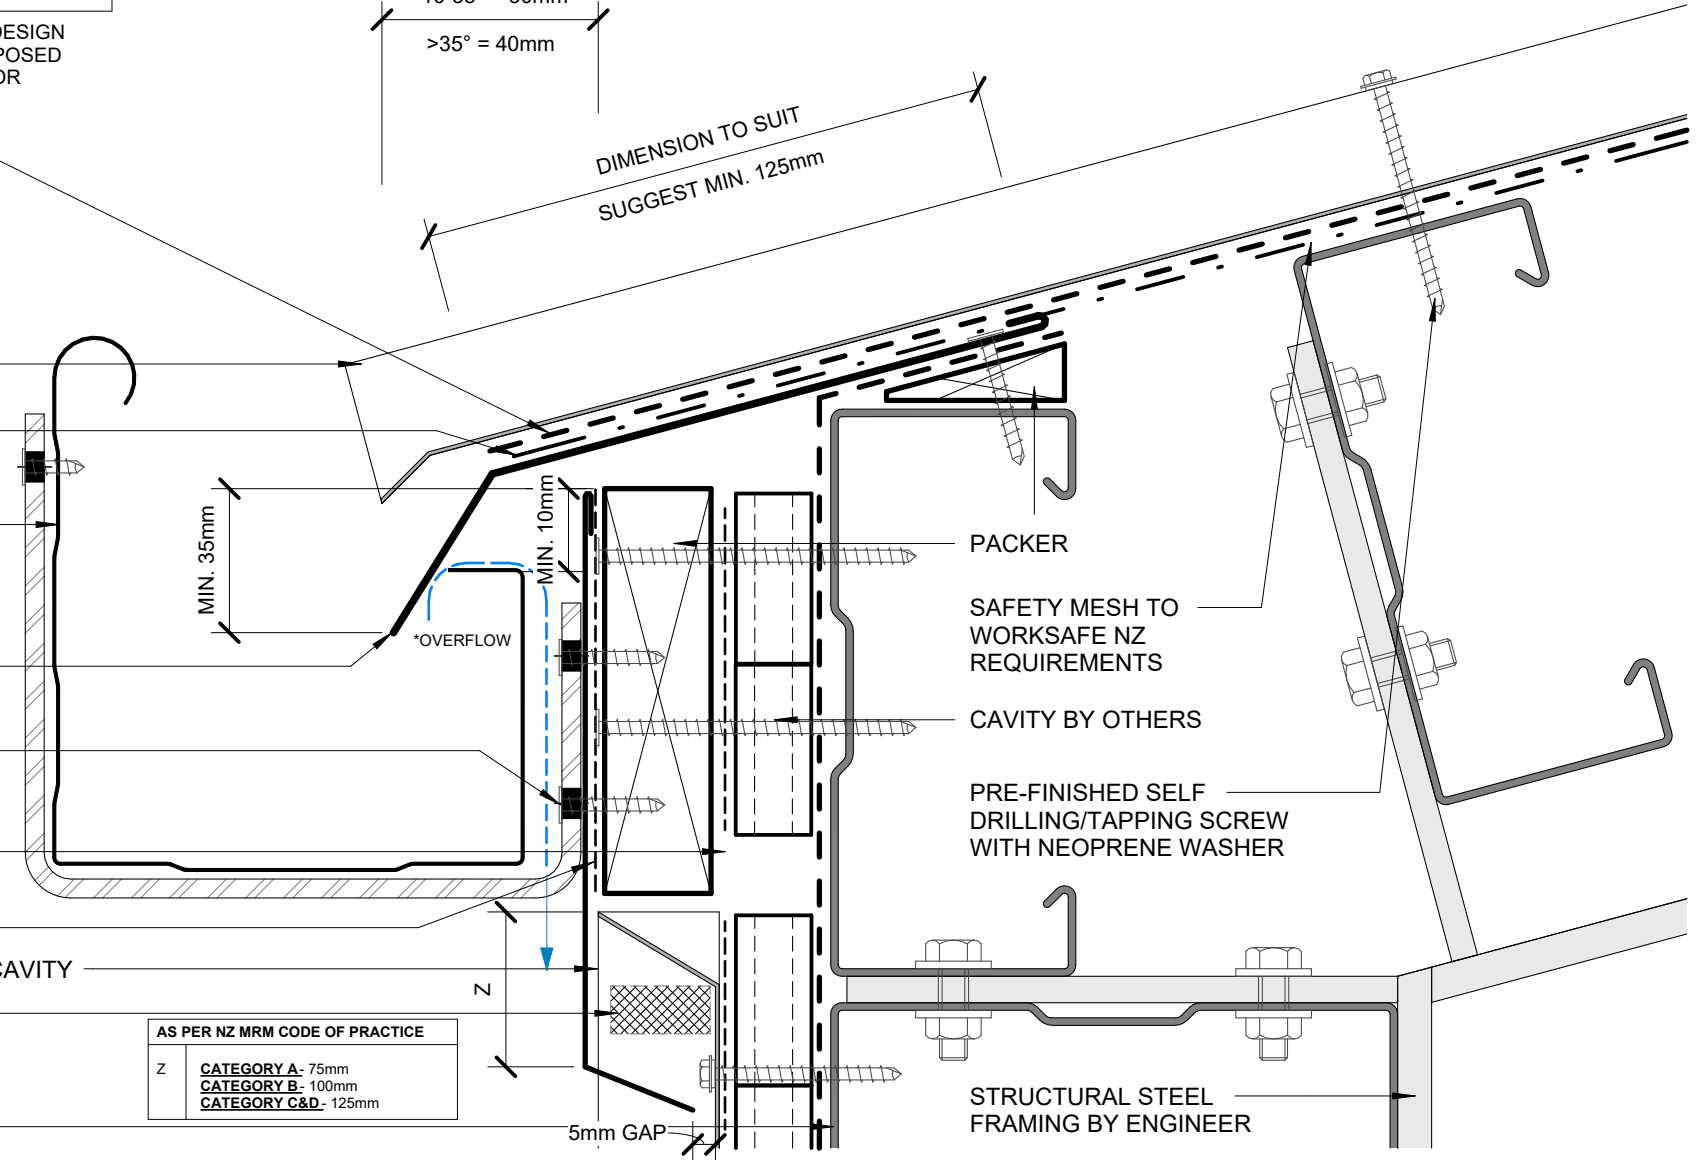 DESIGN
POSED
OR
>35° = 40mm
DIMENSION TO SUIT
SUGGEST MIN. 125mm
MIN. 35mm
MIN. 10mm
*OVERFLOW
PACKER
SAFETY MESH TO
WORKSAFE NZ
REQUIREMENTS
CAVITY BY OTHERS
PRE-FINISHED SELF
DRILLING/TAPPING SCREW
WITH NEOPRENE WASHER
CAVITY
Z
AS PER NZ MRM CODE OF PRACTICE
Z
CATEGORY A - 75mm
CATEGORY B - 100mm
CATEGORY C&D - 125mm
STRUCTURAL STEEL
FRAMING BY ENGINEER
5mm GAP